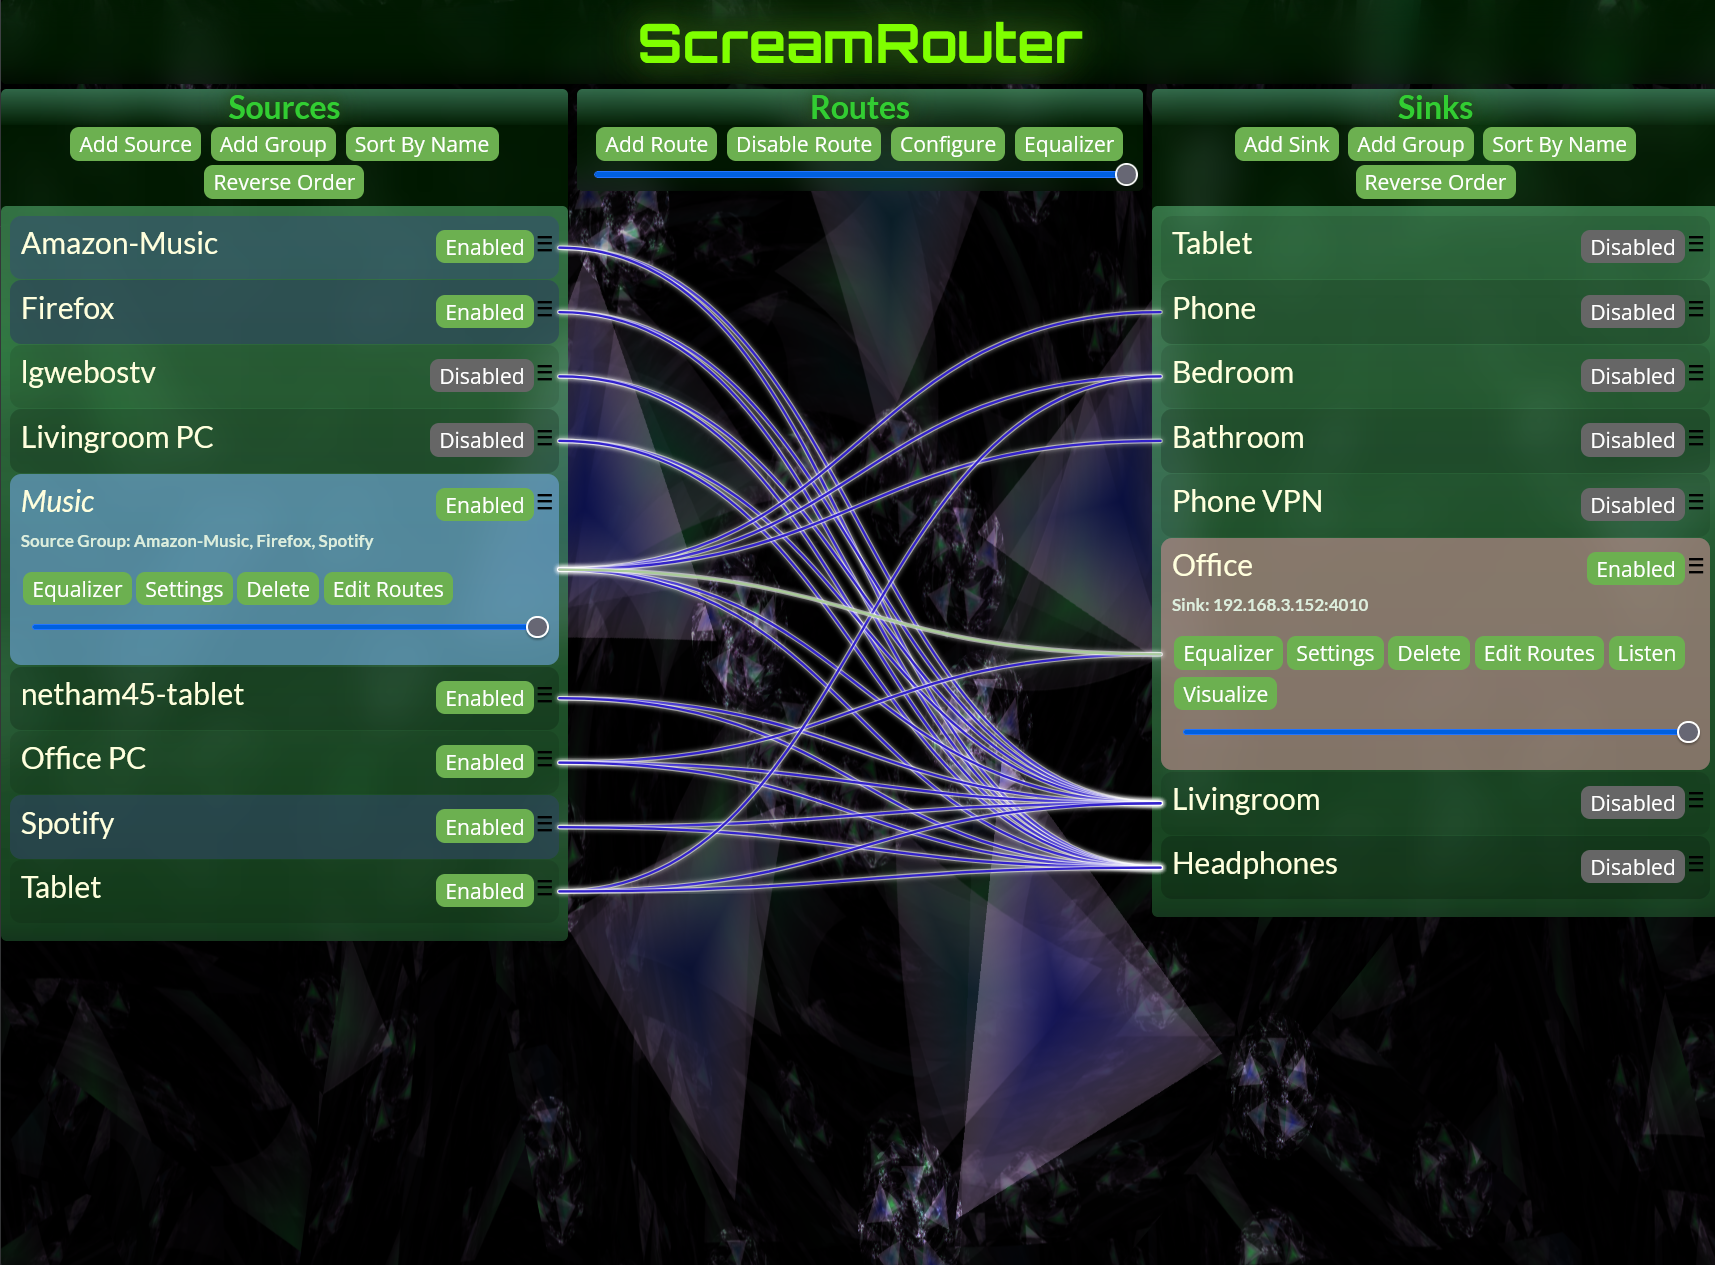 ScreamRouter
Sources
Add Source Add Group Sort By Name
Reverse Order
Amazon-Music Enabled
Firefox Enabled
lgwebostv Disabled
Livingroom PC Disabled
Music Enabled
Source Group: Amazon-Music, Firefox, Spotify
Equalizer Settings Delete Edit Routes
netham45-tablet Enabled
Office PC Enabled
Spotify Enabled
Tablet Enabled
Routes
Add Route Disable Route Configure Equalizer
Sinks
Add Sink Add Group Sort By Name
Reverse Order
Tablet Disabled
Phone Disabled
Bedroom Disabled
Bathroom Disabled
Phone VPN Disabled
Office Enabled
Sink: 192.168.3.152:4010
Equalizer Settings Delete Edit Routes Listen
Visualize
Livingroom Disabled
Headphones Disabled